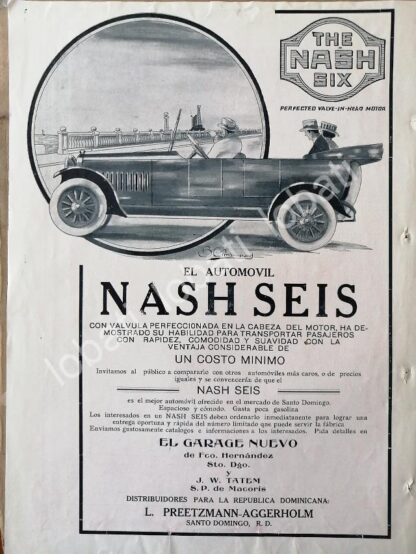 THE
NASH
SIX
PERFECTED VALVE-IN-HEAD MOTOR
EL AUTOMOVIL
NASH SEIS
CON VALVULA PERFECCIONADA EN LA CABEZA DEL MOTOR, HA DE-
MOSTRADO SU HABILIDAD PARA TRANSPORTAR PASAJEROS
CON RAPIDEZ, COMODIDAD Y SUAVIDAD CON LA
VENTAJA CONSIDERABLE DE
UN COSTO MINIMO
Invitamos al público a compararlo con otros automóviles más caros, o de precios
iguales y se convencerán de que el
NASH SEIS
es el mejor automóvil ofrecido en el mercado de Santo Domingo.
Espacioso y cómodo. Gasta poca gasolina
Los interesados en un NASH SEIS deben ordenarlo inmediatamente para lograr una
entrega oportuna y rápida del número limitado que puede servir la fábrica
Enviamos gustosamente catálogos e informaciones a los interesados. Pida detalles en
EL GARAGE NUEVO
de Fco. Hernández
Sto. Dgo.
y
J. W. TATEM
S. P. de Macorís
DISTRIBUIDORES PARA LA REPUBLICA DOMINICANA:
L. PREETZMANN-AGGERHOLM
SANTO DOMINGO, R. D.